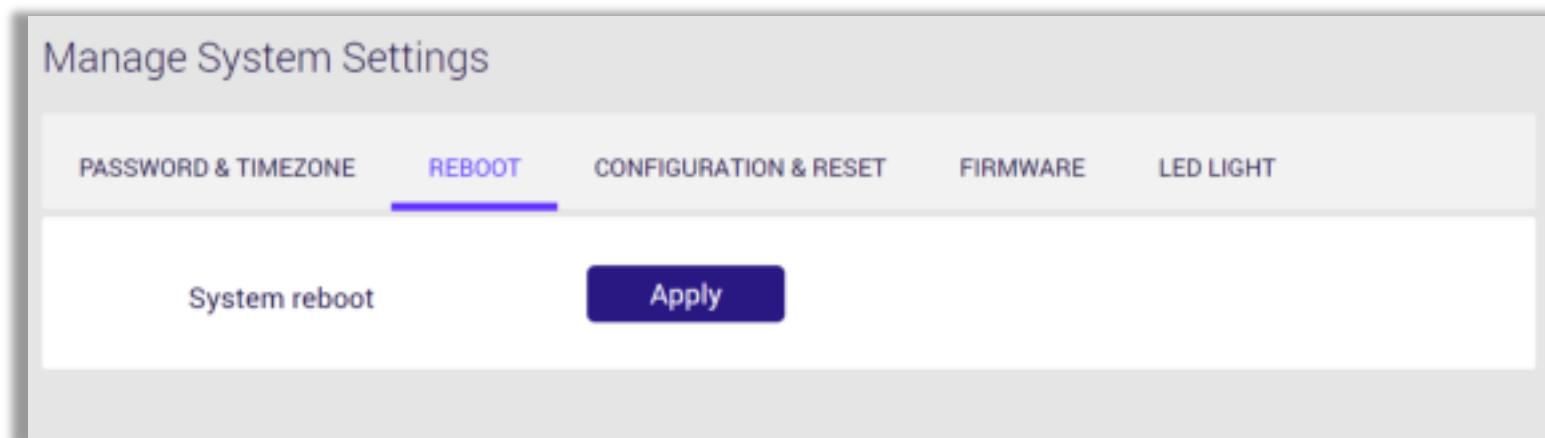 Manage System Settings
PASSWORD & TIMEZONE REBOOT CONFIGURATION & RESET FIRMWARE LED LIGHT
System reboot Apply